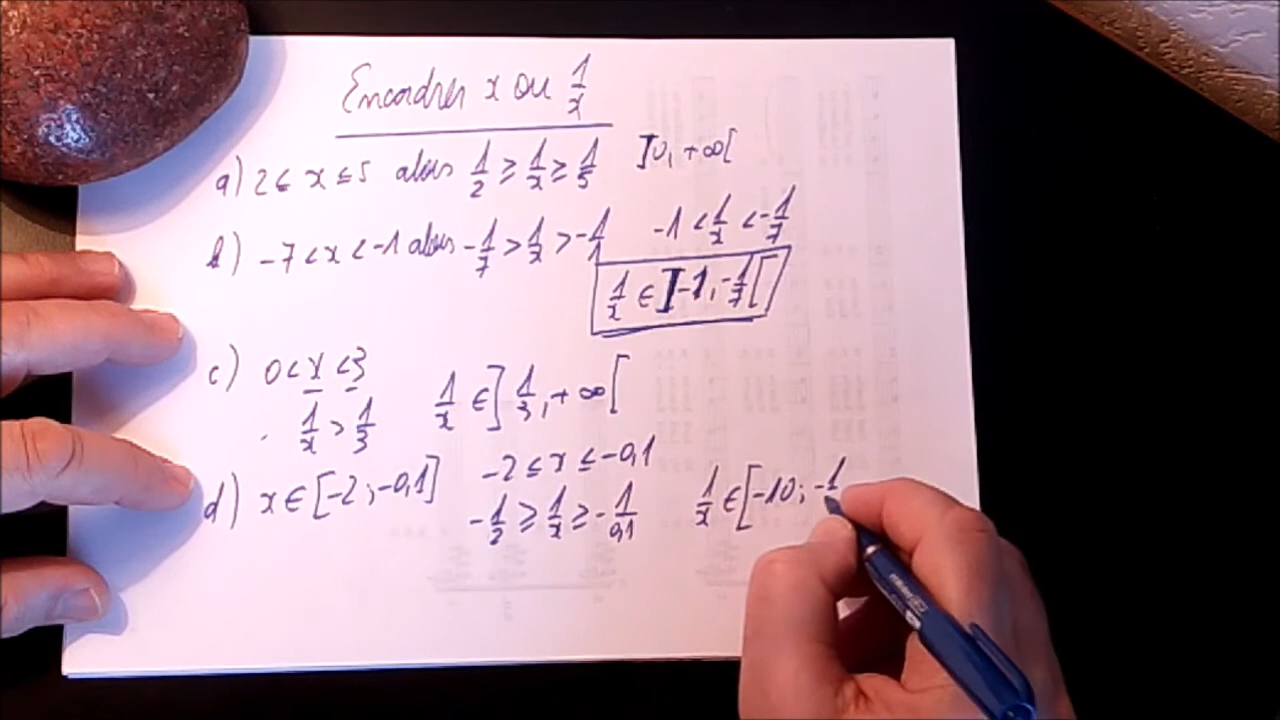 Encadrer x ou 1/x
a) 2 ≤ x ≤ 5 alors 1/2 ≥ 1/x ≥ 1/5 ]0, +∞[
b) -7 < x < -1 alors -1/7 > 1/x > -1/1 -1 < 1/x < -1/7
1/x ∈ ]-1, -1/7[
c) 0 < x < 3 1/x ∈ ]1/3, +∞[
1/x > 1/3
d) x ∈ [-2 ; -0,1] -2 ≤ x ≤ -0,1
-1/2 ≥ 1/x ≥ -1/0,1 1/x ∈ [-10 ; -1